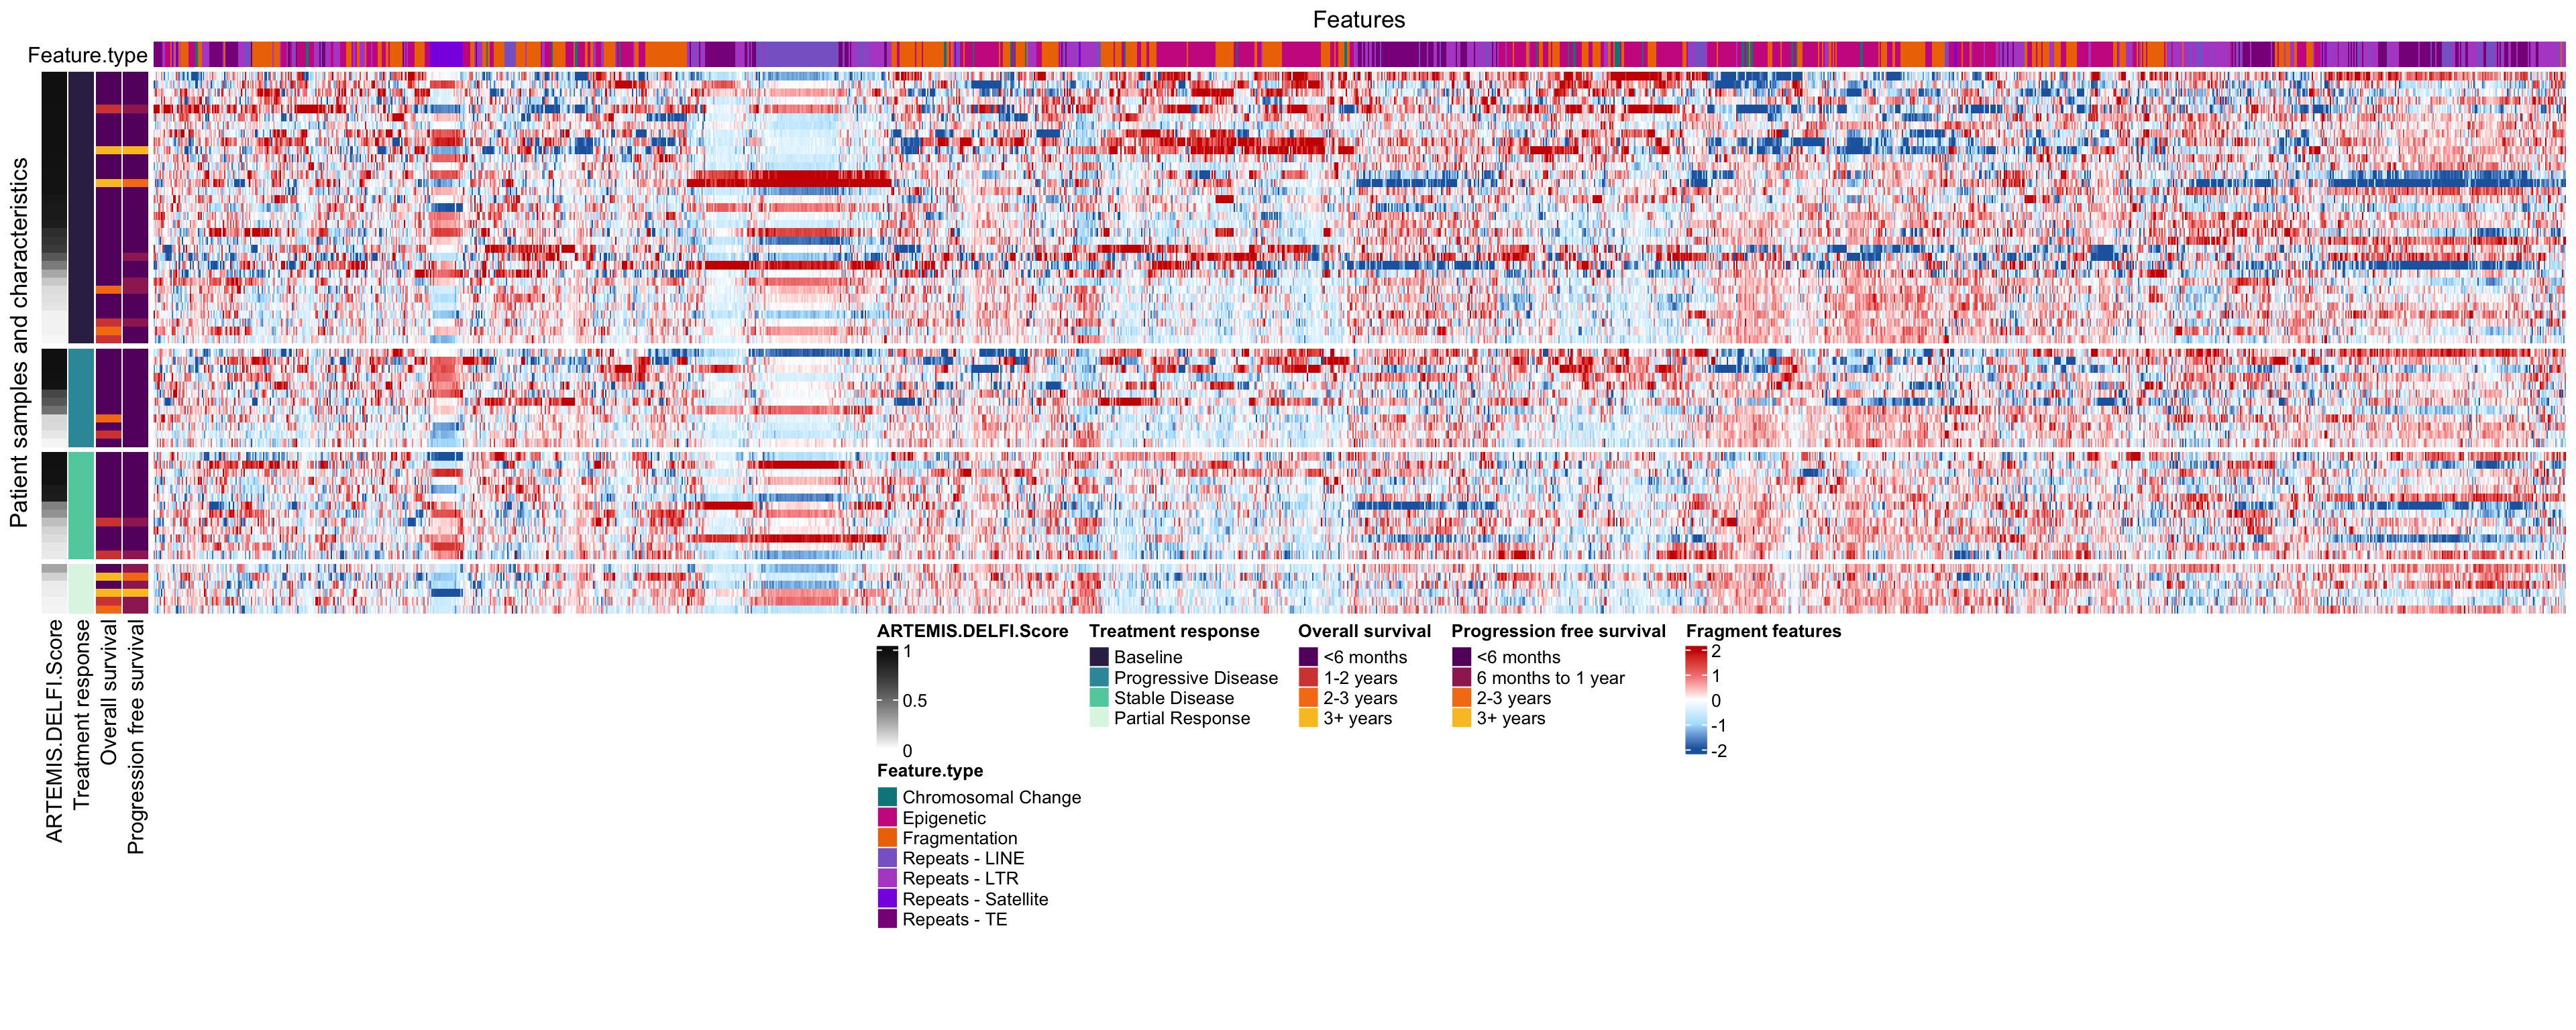 Features
Feature.type
Patient samples and characteristics
ARTEMIS.DELFI.Score
Treatment response
Overall survival
Progression free survival
ARTEMIS.DELFI.Score
1
0.5
0
Treatment response
Baseline
Progressive Disease
Stable Disease
Partial Response
Overall survival
<6 months
1-2 years
2-3 years
3+ years
Progression free survival
<6 months
6 months to 1 year
2-3 years
3+ years
Fragment features
2
1
0
-1
-2
Feature.type
Chromosomal Change
Epigenetic
Fragmentation
Repeats - LINE
Repeats - LTR
Repeats - Satellite
Repeats - TE